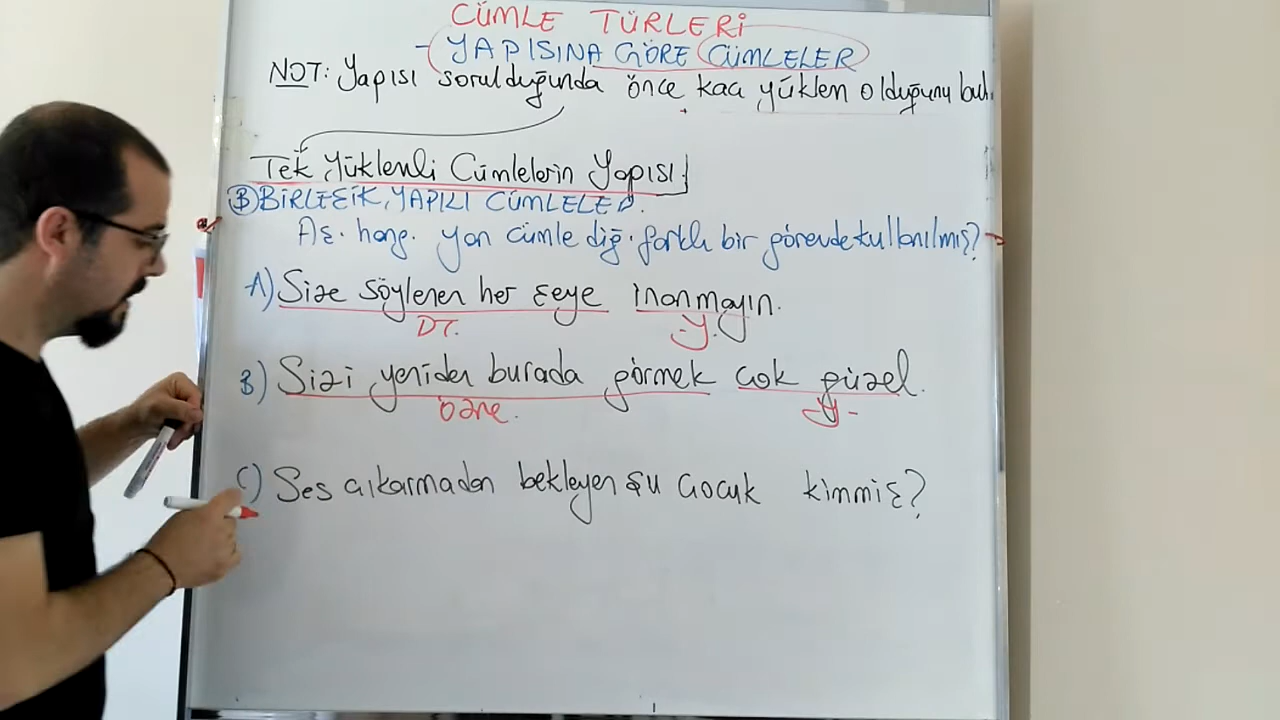 CÜMLE TÜRLERİ
- YAPISINA GÖRE CÜMLELER
NOT: Yapısı sorulduğunda önce kaç yüklem olduğunu bul.
Tek Yüklemli Cümlelerin Yapısı
B BİRLEŞİK YAPILI CÜMLELER.
Aş. hang. yan cümle diğ. farklı bir görevde kullanılmış?
A) Size söylenen her şeye inanmayın.
DT. Y.
B) Sizi yeniden burada görmek çok güzel.
özne. Y-
C) Ses çıkarmadan bekleyen şu çocuk kimmiş?